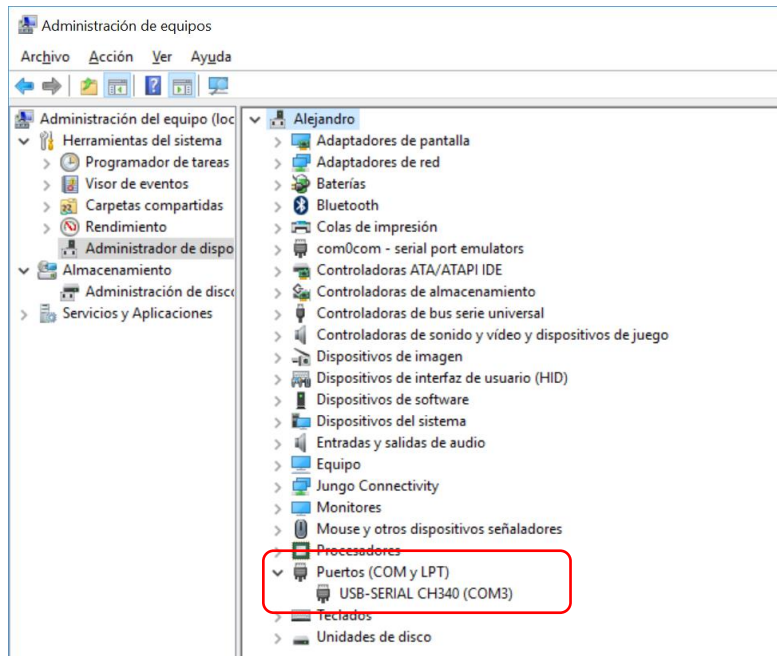 Administración de equipos
Archivo Acción Ver Ayuda
Administración del equipo (loc
Herramientas del sistema
Programador de tareas
Visor de eventos
Carpetas compartidas
Rendimiento
Administrador de dispo
Almacenamiento
Administración de disc
Servicios y Aplicaciones
Alejandro
Adaptadores de pantalla
Adaptadores de red
Baterías
Bluetooth
Colas de impresión
com0com - serial port emulators
Controladoras ATA/ATAPI IDE
Controladoras de almacenamiento
Controladoras de bus serie universal
Controladoras de sonido y vídeo y dispositivos de juego
Dispositivos de imagen
Dispositivos de interfaz de usuario (HID)
Dispositivos de software
Dispositivos del sistema
Entradas y salidas de audio
Equipo
Jungo Connectivity
Monitores
Mouse y otros dispositivos señaladores
Procesadores
Puertos (COM y LPT)
USB-SERIAL CH340 (COM3)
Teclados
Unidades de disco